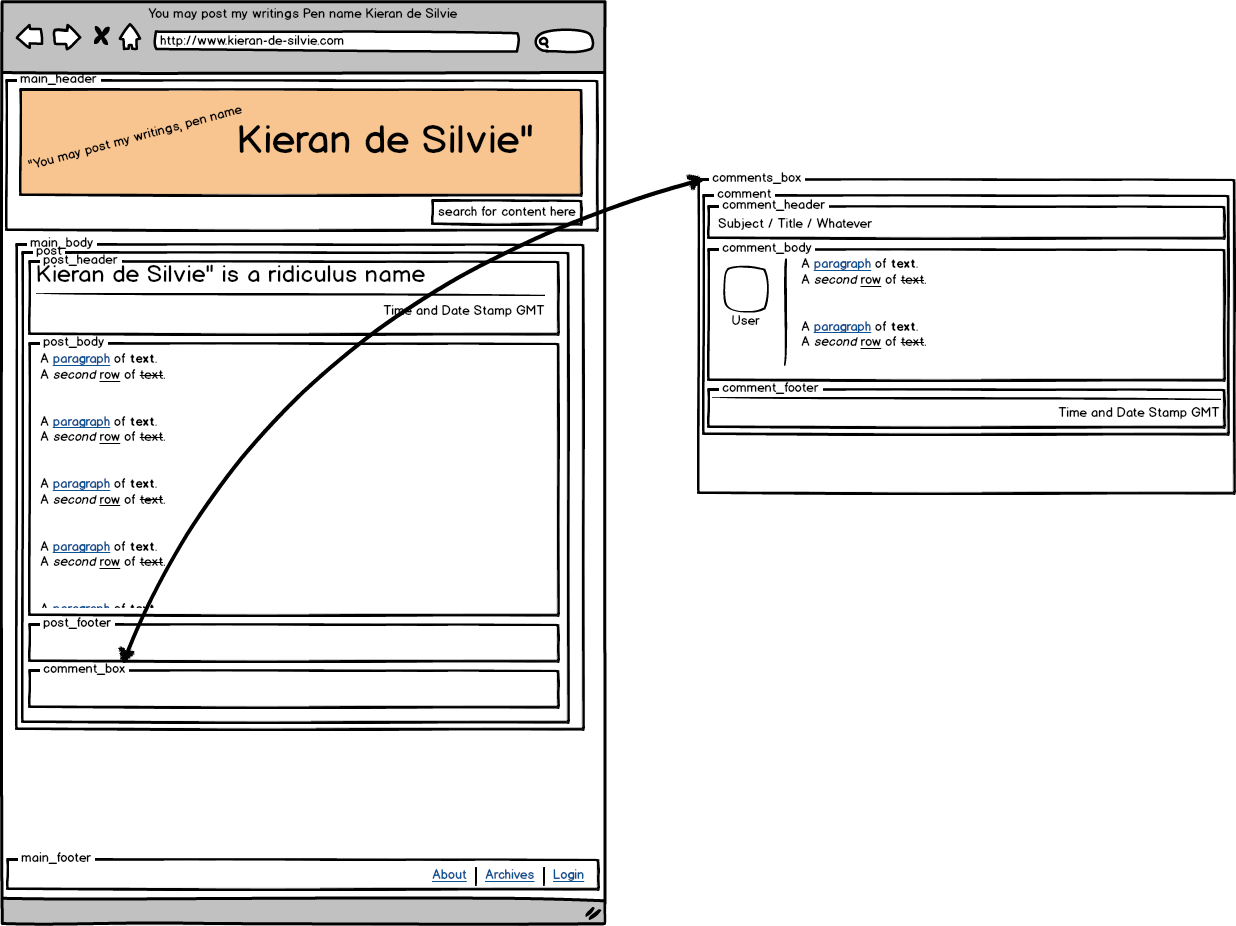 You may post my writings Pen name Kieran de Silvie
http://www.kieran-de-silvie.com
main_header
"You may post my writings, pen name
Kieran de Silvie"
search for content here
main_body
post
post_header
Kieran de Silvie" is a ridiculus name
Time and Date Stamp GMT
post_body
A paragraph of text.
A second row of text.
A paragraph of text.
A second row of text.
A paragraph of text.
A second row of text.
A paragraph of text.
A second row of text.
A paragraph of text.
post_footer
comment_box
main_footer
About
Archives
Login
comments_box
comment
comment_header
Subject / Title / Whatever
comment_body
User
A paragraph of text.
A second row of text.
A paragraph of text.
A second row of text.
comment_footer
Time and Date Stamp GMT